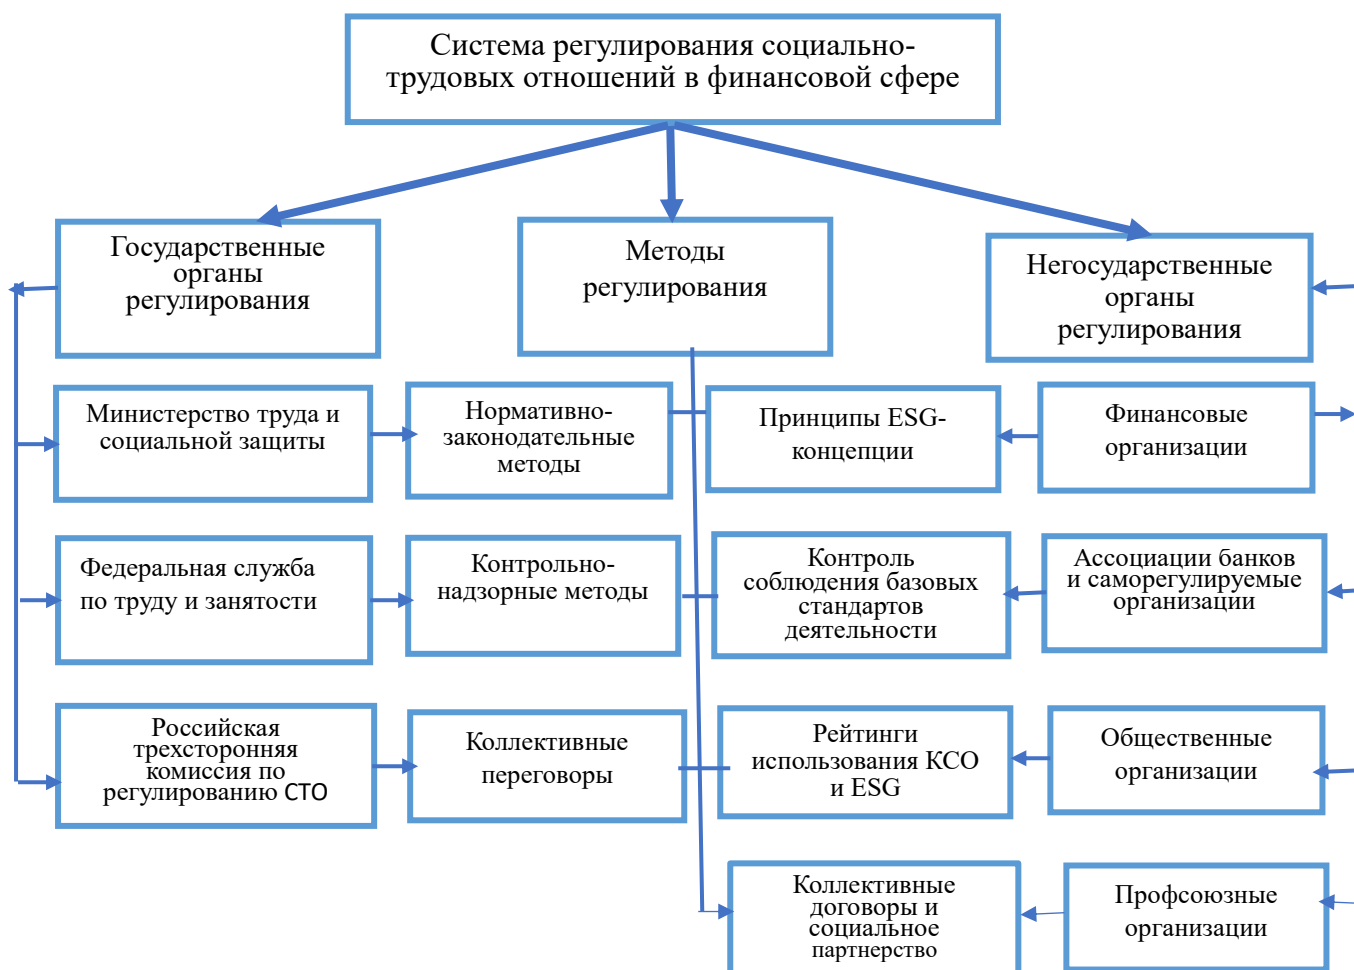 Система регулирования социально-
трудовых отношений в финансовой сфере
Государственные
органы
регулирования
Методы
регулирования
Негосударственные
органы
регулирования
Министерство труда и
социальной защиты
Нормативно-
законодательные
методы
Принципы ESG-
концепции
Финансовые
организации
Федеральная служба
по труду и занятости
Контрольно-
надзорные методы
Контроль
соблюдения базовых
стандартов
деятельности
Ассоциации банков
и саморегулируемые
организации
Российская
трехсторонняя
комиссия по
регулированию СТО
Коллективные
переговоры
Рейтинги
использования КСО
и ESG
Общественные
организации
Коллективные
договоры и
социальное
партнерство
Профсоюзные
организации